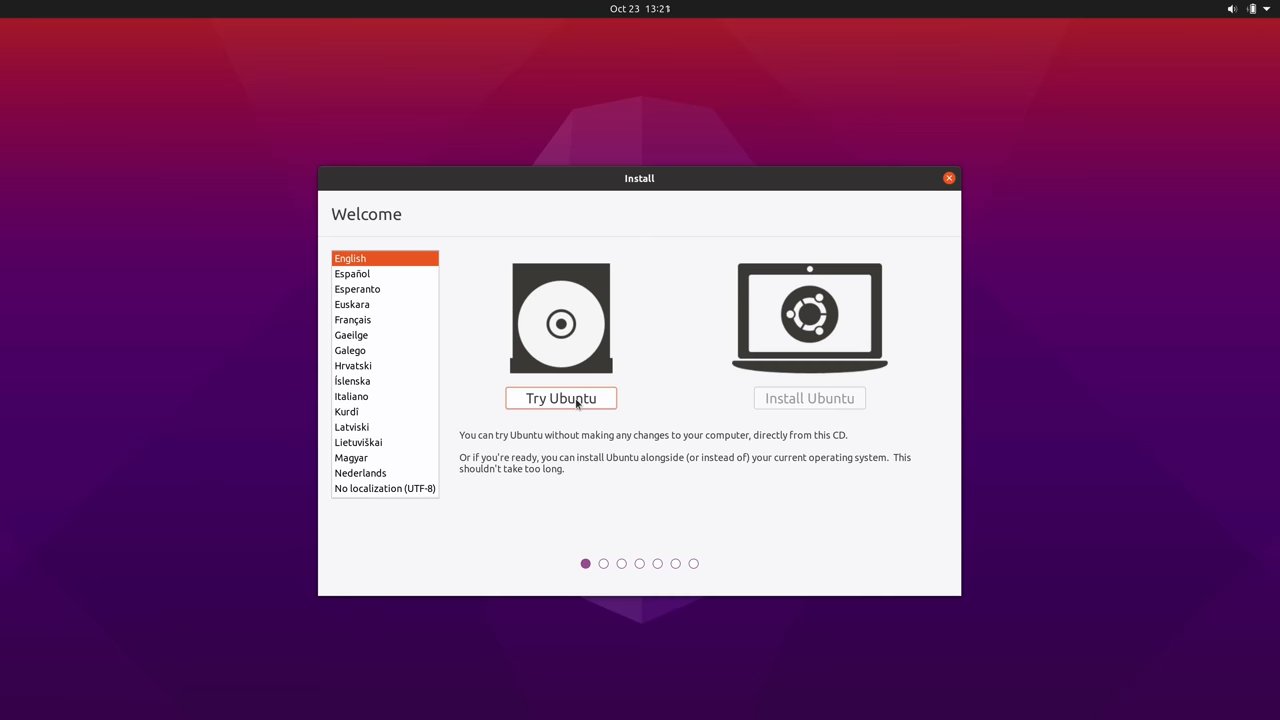 Oct 23 13:21
Install
Welcome
English
Español
Esperanto
Euskara
Français
Gaeilge
Galego
Hrvatski
Íslenska
Italiano
Kurdî
Latviski
Lietuviškai
Magyar
Nederlands
No localization (UTF-8)
Try Ubuntu
Install Ubuntu
You can try Ubuntu without making any changes to your computer, directly from this CD.
Or if you're ready, you can install Ubuntu alongside (or instead of) your current operating system. This
shouldn't take too long.